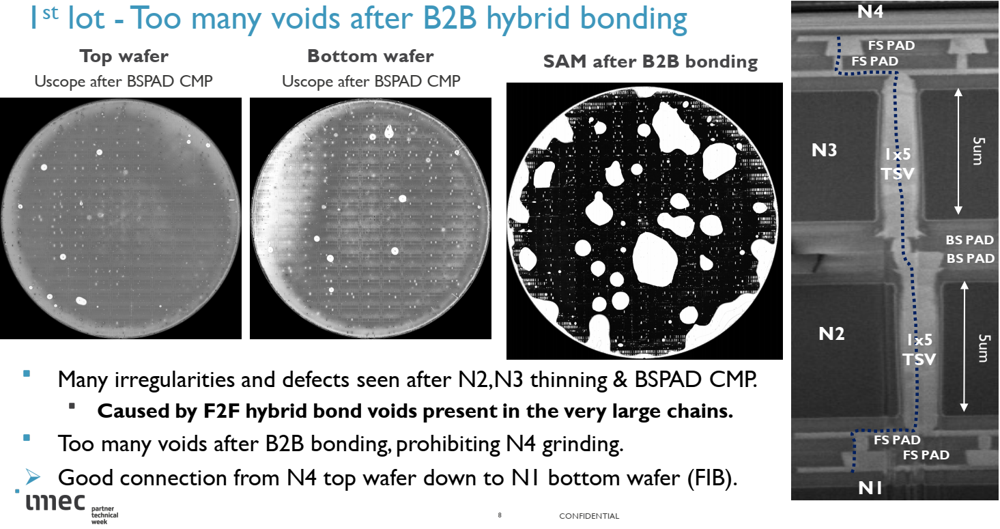 1st lot - Too many voids after B2B hybrid bonding
Top wafer
Uscope after BSPAD CMP
Bottom wafer
Uscope after BSPAD CMP
SAM after B2B bonding
N4
FS PAD
FS PAD
N3
1x5
TSV
5um
BS PAD
BS PAD
N2
1x5
TSV
5um
FS PAD
FS PAD
N1
Many irregularities and defects seen after N2,N3 thinning & BSPAD CMP.
Caused by F2F hybrid bond voids present in the very large chains.
Too many voids after B2B bonding, prohibiting N4 grinding.
Good connection from N4 top wafer down to N1 bottom wafer (FIB).
imec
partner
technical
week
8
CONFIDENTIAL